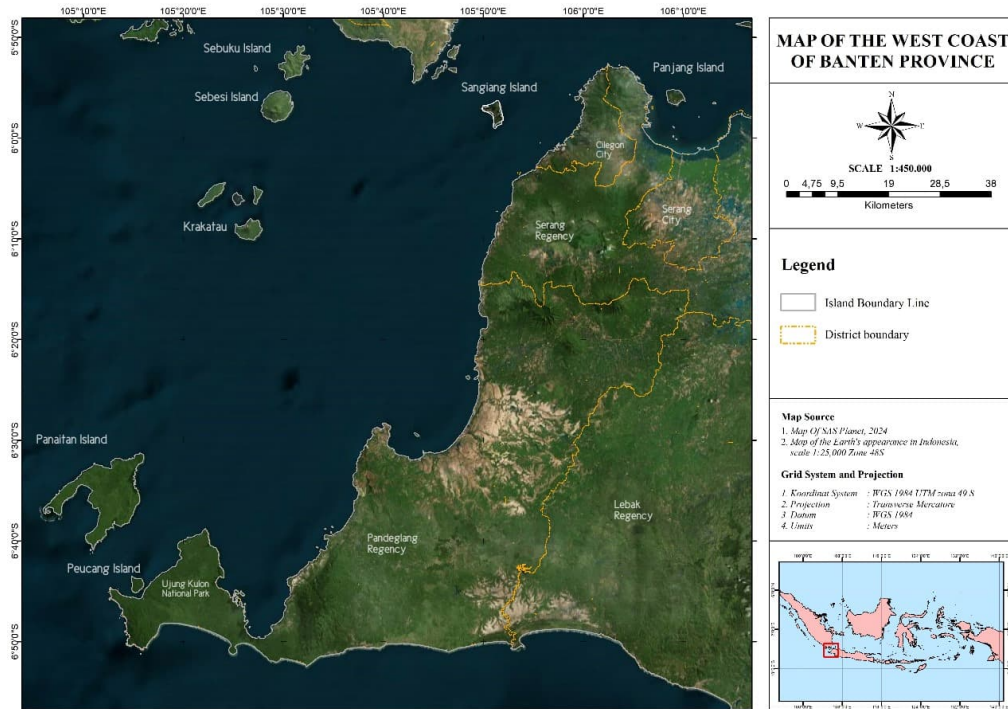 105°10'0"E 105°20'0"E 105°30'0"E 105°40'0"E 105°50'0"E 106°0'0"E 106°10'0"E
5°50'0"S
6°0'0"S
6°10'0"S
6°20'0"S
6°30'0"S
6°40'0"S
6°50'0"S
Sebuku Island
Sebesi Island
Sangiang Island
Panjang Island
Cilegon
City
Serang
City
Serang
Regency
Krakatau
Panaitan Island
Peucang Island
Ujung Kulon
National Park
Pandeglang
Regency
Lebak
Regency
MAP OF THE WEST COAST
OF BANTEN PROVINCE
N
W E
S
SCALE 1:450.000
0 4,75 9,5 19 28,5 38
Kilometers
Legend
Island Boundary Line
District boundary
Map Source
1. Map Of SAS Planet, 2024
2. Map of the Earth's appearance in Indonesia,
scale 1:25,000 Zone 48S
Grid System and Projection
1. Koordinat System : WGS 1984 UTM zona 49 S
2. Projection : Transverse Mercatore
3 Datum : WGS 1984
4. Units : Meters